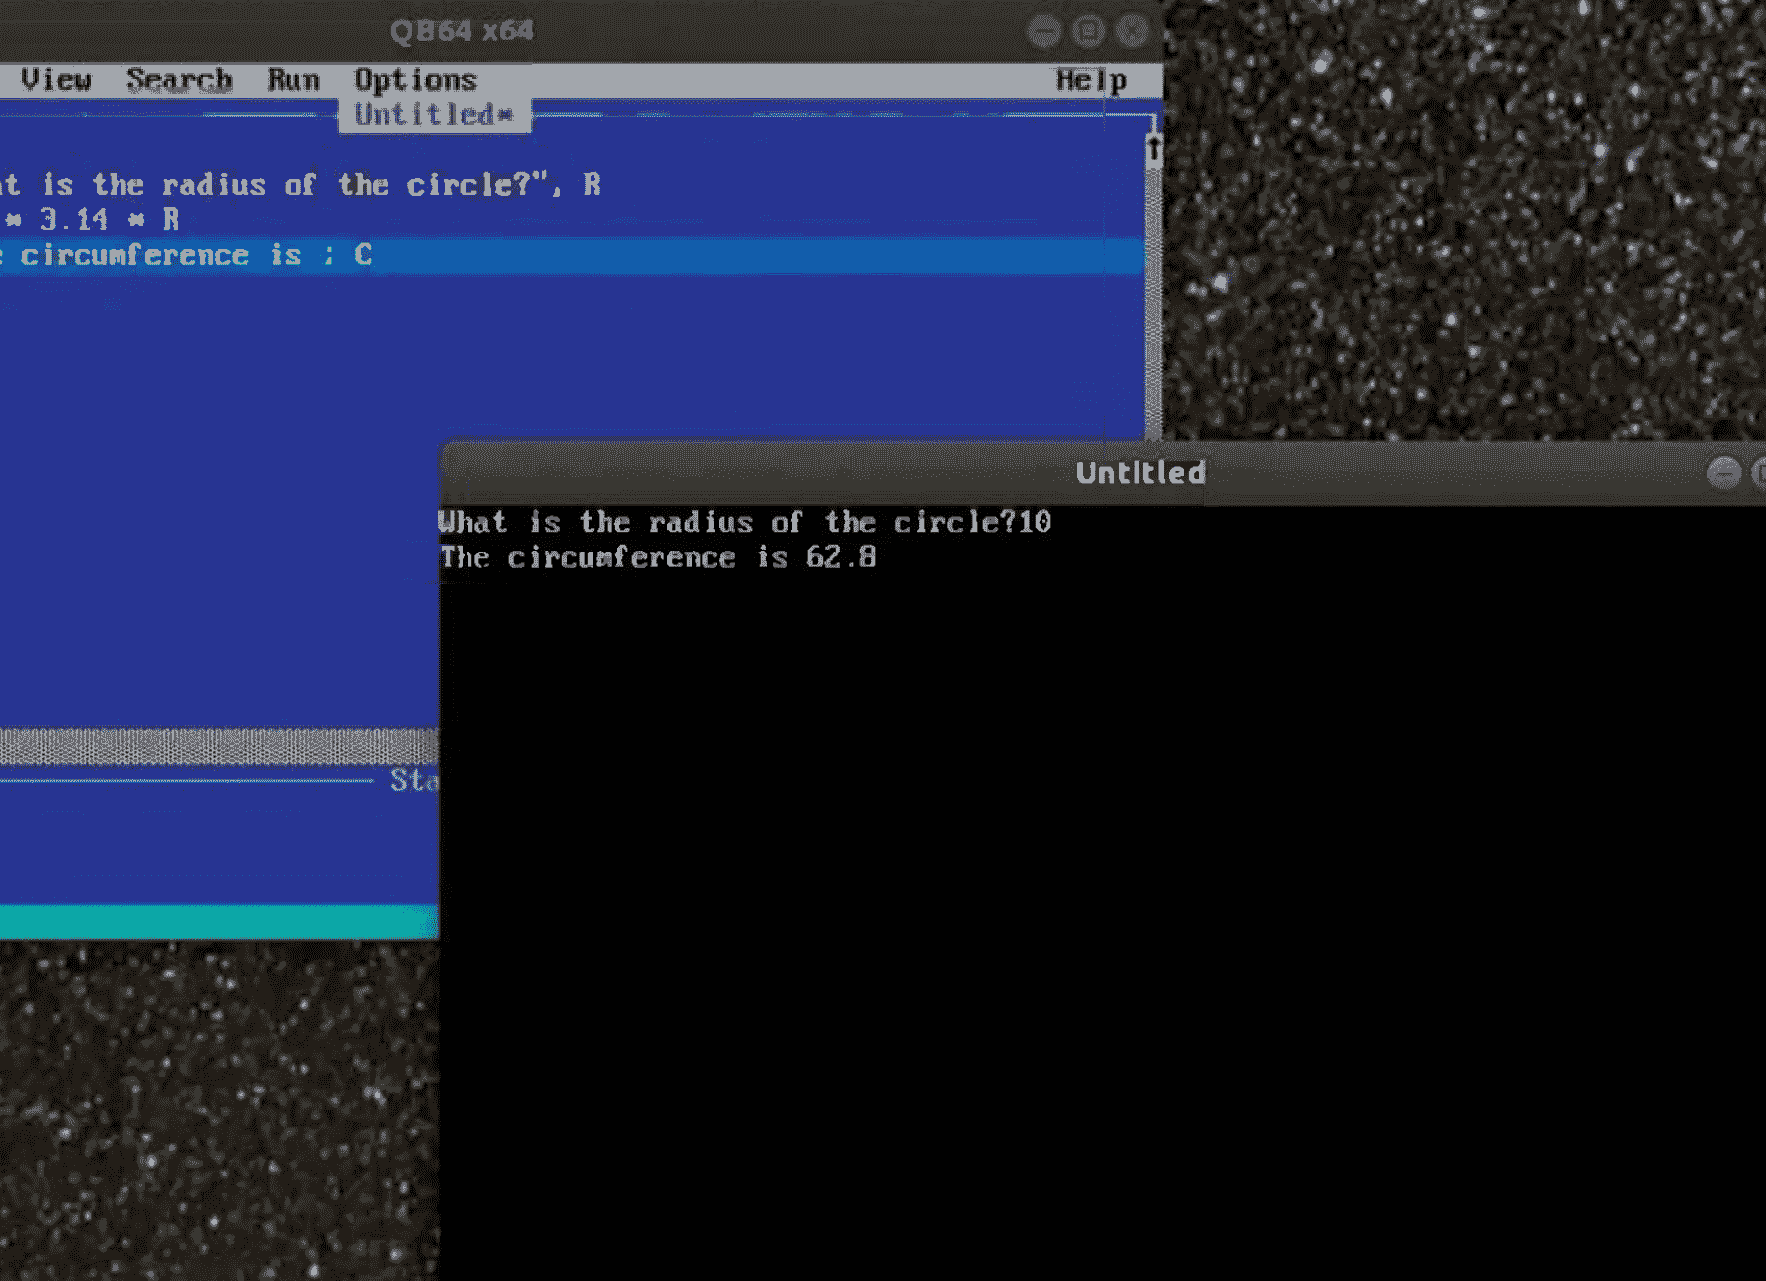 QB64 x64
View Search Run Options Help
Untitled*
t is the radius of the circle?", R
* 3.14 * R
circumference is ; C
Untitled
What is the radius of the circle?10
The circumference is 62.8
Sta